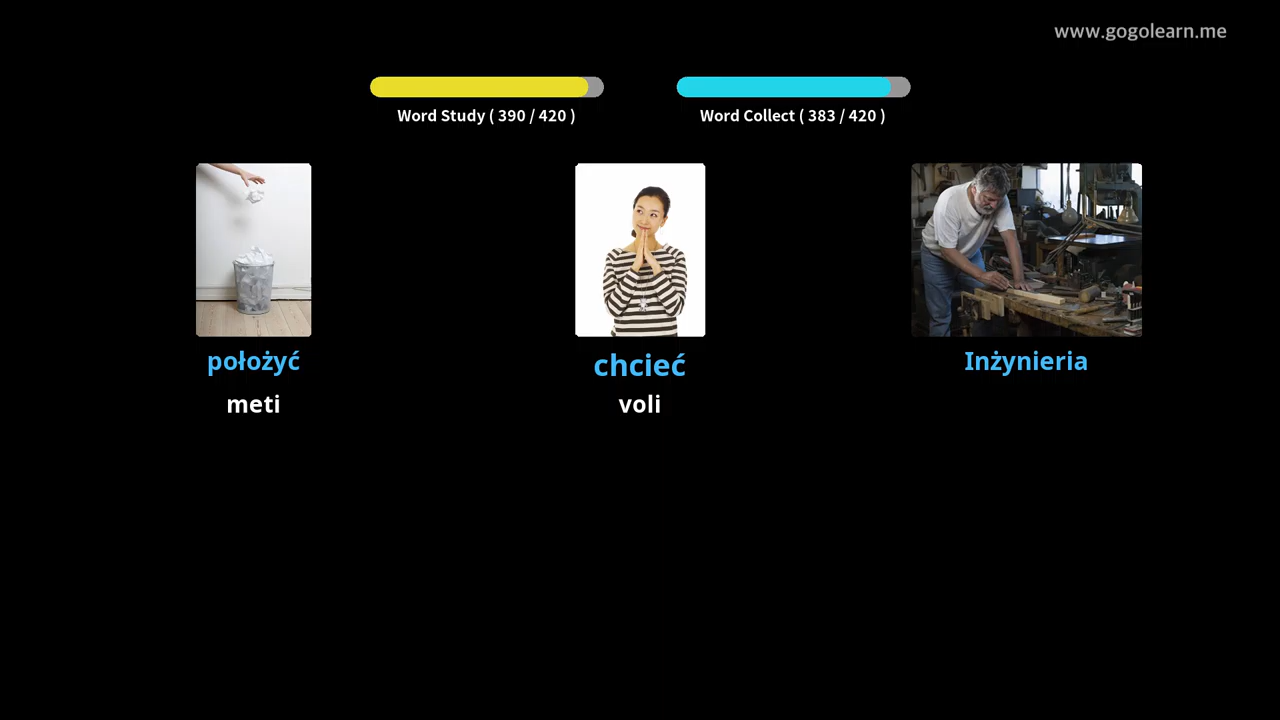 www.gogolearn.me
Word Study ( 390 / 420 )
Word Collect ( 383 / 420 )
położyć
chcieć
Inżynieria
meti
voli